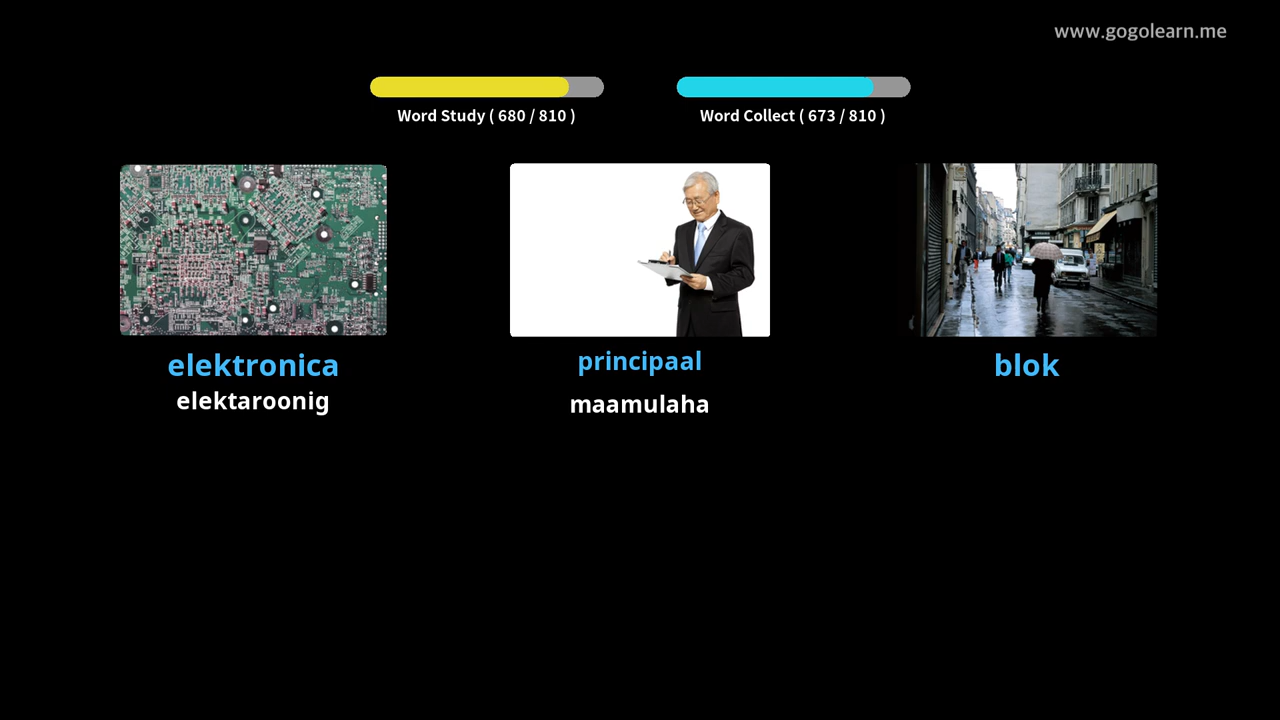 www.gogolearn.me
Word Study ( 680 / 810 )
Word Collect ( 673 / 810 )
elektronica
principaal
blok
elektaroonig
maamulaha